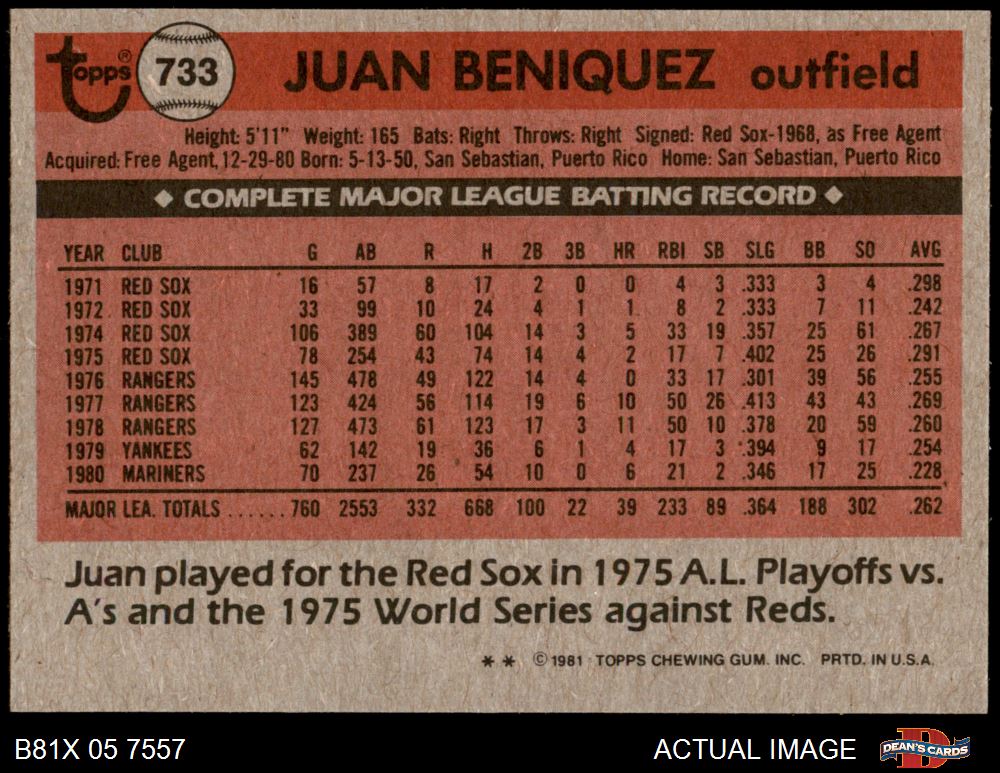 topps® 733 JUAN BENIQUEZ outfield
Height: 5'11" Weight: 165 Bats: Right Throws: Right Signed: Red Sox-1968, as Free Agent
Acquired: Free Agent, 12-29-80 Born: 5-13-50, San Sebastian, Puerto Rico Home: San Sebastian, Puerto Rico
◆ COMPLETE MAJOR LEAGUE BATTING RECORD ◆
YEAR CLUB G AB R H 2B 3B HR RBI SB SLG BB SO AVG
1971 RED SOX 16 57 8 17 2 0 0 4 3 .333 3 4 .298
1972 RED SOX 33 99 10 24 4 1 1 8 2 .333 7 11 .242
1974 RED SOX 106 389 60 104 14 3 5 33 19 .357 25 61 .267
1975 RED SOX 78 254 43 74 14 4 2 17 7 .402 25 26 .291
1976 RANGERS 145 478 49 122 14 4 0 33 17 .301 39 56 .255
1977 RANGERS 123 424 56 114 19 6 10 50 26 .413 43 43 .269
1978 RANGERS 127 473 61 123 17 3 11 50 10 .378 20 59 .260
1979 YANKEES 62 142 19 36 6 1 4 17 3 .394 9 17 .254
1980 MARINERS 70 237 26 54 10 0 6 21 2 .346 17 25 .228
MAJOR LEA. TOTALS ......760 2553 332 668 100 22 39 233 89 .364 188 302 .262
Juan played for the Red Sox in 1975 A.L. Playoffs vs.
A's and the 1975 World Series against Reds.
* * ©1981 TOPPS CHEWING GUM. INC. PRTD. IN U.S.A.
B81X 05 7557 ACTUAL IMAGE DEAN'S CARDS